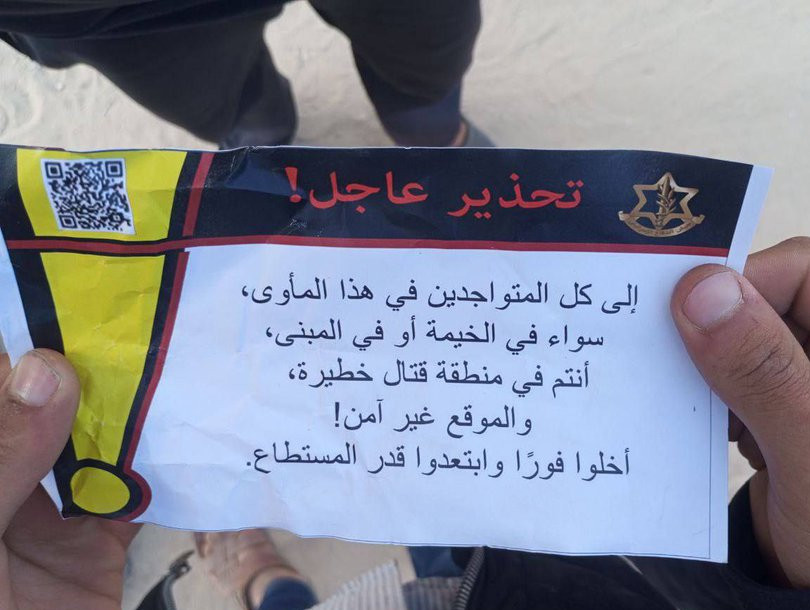 تحذير عاجل!
إلى كل المتواجدين في هذا المأوى،
سواء في الخيمة أو في المبنى،
أنتم في منطقة قتال خطيرة،
والموقع غير آمن!
أخلوا فورًا وابتعدوا قدر المستطاع.